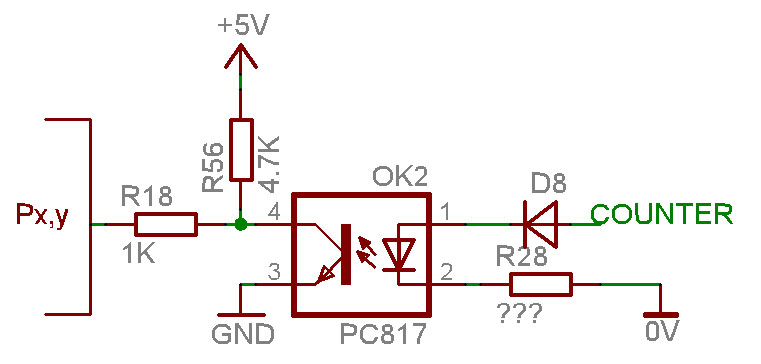 +5V
R56
4.7K
OK2
D8
R18
Px,y
4
1
COUNTER
1K
R28
3
2
???
GND
PC817
0V